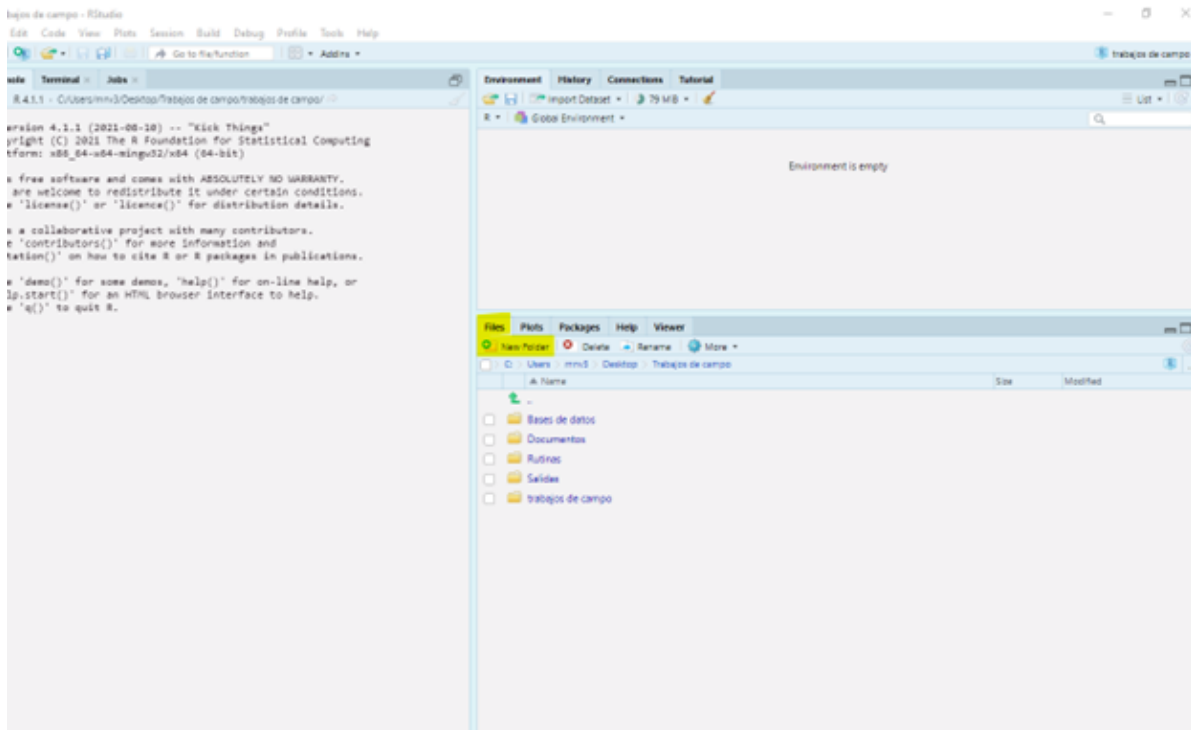 bajos de campo - RStudio
Edit Code View Plots Session Build Debug Profile Tools Help
Go to file/function Addins
trabajos de campo
nsole Terminal Jobs
R 4.1.1 - C:/Users/mnv3/Desktop/Trabajos de campo/trabajos de campo/
ersion 4.1.1 (2021-08-10) -- "Kick Things"
yright (C) 2021 The R Foundation for Statistical Computing
tform: x86_64-w64-mingw32/x64 (64-bit)
s free software and comes with ABSOLUTELY NO WARRANTY.
are welcome to redistribute it under certain conditions.
e 'license()' or 'licence()' for distribution details.
s a collaborative project with many contributors.
e 'contributors()' for more information and
tation()' on how to cite R or R packages in publications.
e 'demo()' for some demos, 'help()' for on-line help, or
lp.start()' for an HTML browser interface to help.
e 'q()' to quit R.
Environment History Connections Tutorial
Import Dataset 79 MiB List
R Global Environment
Environment is empty
Files Plots Packages Help Viewer
New Folder Delete Rename More
C: Users Desktop Trabajos de campo
Name Size Modified
..
Bases de datos
Documentos
Rutinas
Salidas
trabajos de campo